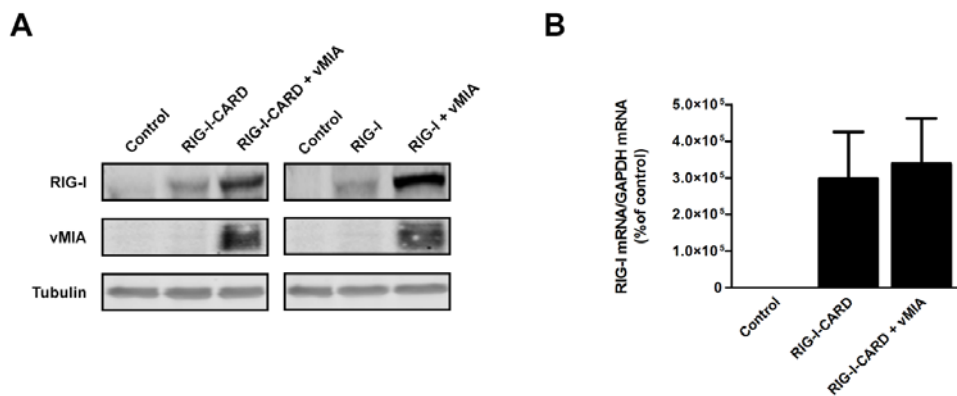 A
Control
RIG-I-CARD
RIG-I-CARD + vMIA
Control
RIG-I
RIG-I + vMIA
RIG-I
vMIA
Tubulin
B
RIG-I mRNA/GAPDH mRNA
(% of control)
5.0×10⁵
4.0×10⁵
3.0×10⁵
2.0×10⁵
1.0×10⁵
0
Control
RIG-I-CARD
RIG-I-CARD + vMIA